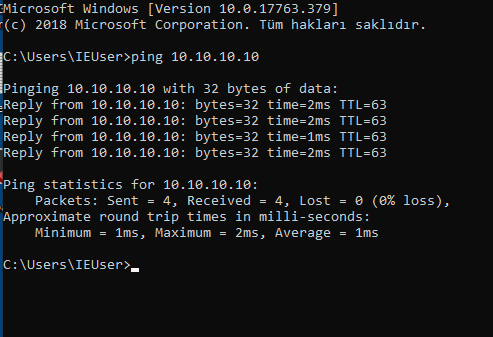 Microsoft Windows [Version 10.0.17763.379]
(c) 2018 Microsoft Corporation. Tüm hakları saklıdır.
C:\Users\IEUser>ping 10.10.10.10
Pinging 10.10.10.10 with 32 bytes of data:
Reply from 10.10.10.10: bytes=32 time=2ms TTL=63
Reply from 10.10.10.10: bytes=32 time=2ms TTL=63
Reply from 10.10.10.10: bytes=32 time=1ms TTL=63
Reply from 10.10.10.10: bytes=32 time=2ms TTL=63
Ping statistics for 10.10.10.10:
    Packets: Sent = 4, Received = 4, Lost = 0 (0% loss),
Approximate round trip times in milli-seconds:
    Minimum = 1ms, Maximum = 2ms, Average = 1ms
C:\Users\IEUser>